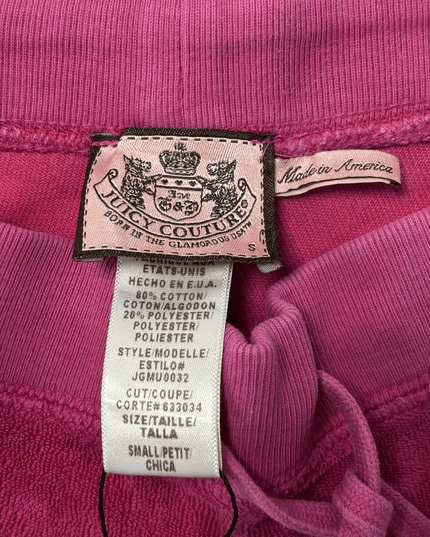 G&P
JUICY COUTURE
BORN IN THE GLAMOROUS USA
S
Made in America
ÉTATS-UNIS
HECHO EN E.U.A.
80% COTTON/
COTON/ALGODON
20% POLYESTER/
POLYESTER/
POLIESTER
STYLE/MODELLE/
ESTILO#
JGMU0032
CUT/COUPE/
CORTE# 633034
SIZE/TAILLE/
TALLA
SMALL/PETIT/
CHICA